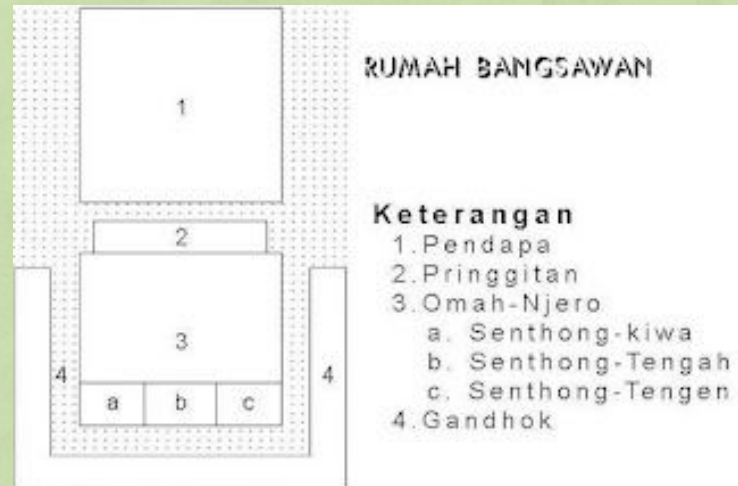 RUMAH BANGSAWAN
1
2
3
4
4
a b c
Keterangan
1.Pendapa
2.Pringgitan
3.Omah-Njero
a. Senthong-kiwa
b. Senthong-Tengah
c. Senthong-Tengen
4.Gandhok